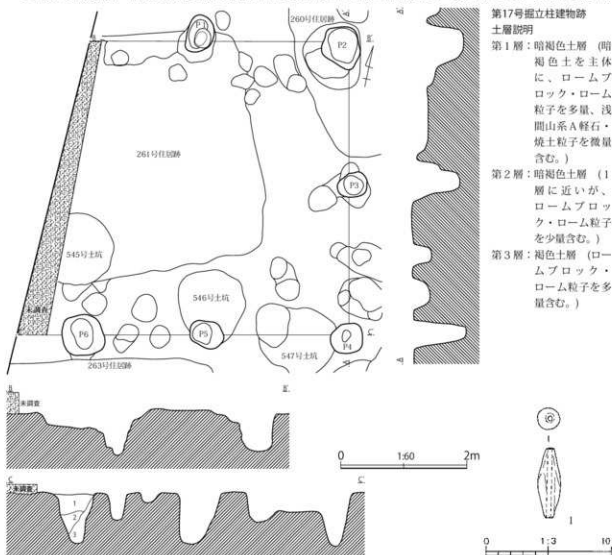 第17号掘立柱建物跡
土層説明
第1層：暗褐色土層 (暗
褐色土を主体
に、ロームブ
ロック・ローム
粒子を多量、浅
間山系A軽石・
焼土粒子を微量
含む。)
第2層：暗褐色土層 (1
層に近いが、
ロームブロッ
ク・ローム粒子
を少量含む。)
第3層：褐色土層 (ロー
ムブロック・
ローム粒子を多
量含む。)
P1
260号住居跡
P2
261号住居跡
P3
545号土坑
546号土坑
未調査
P6
P5
P4
263号住居跡
547号土坑
未調査
0 1:60 2m
未調査
1
2
3
1
0 1:3 10